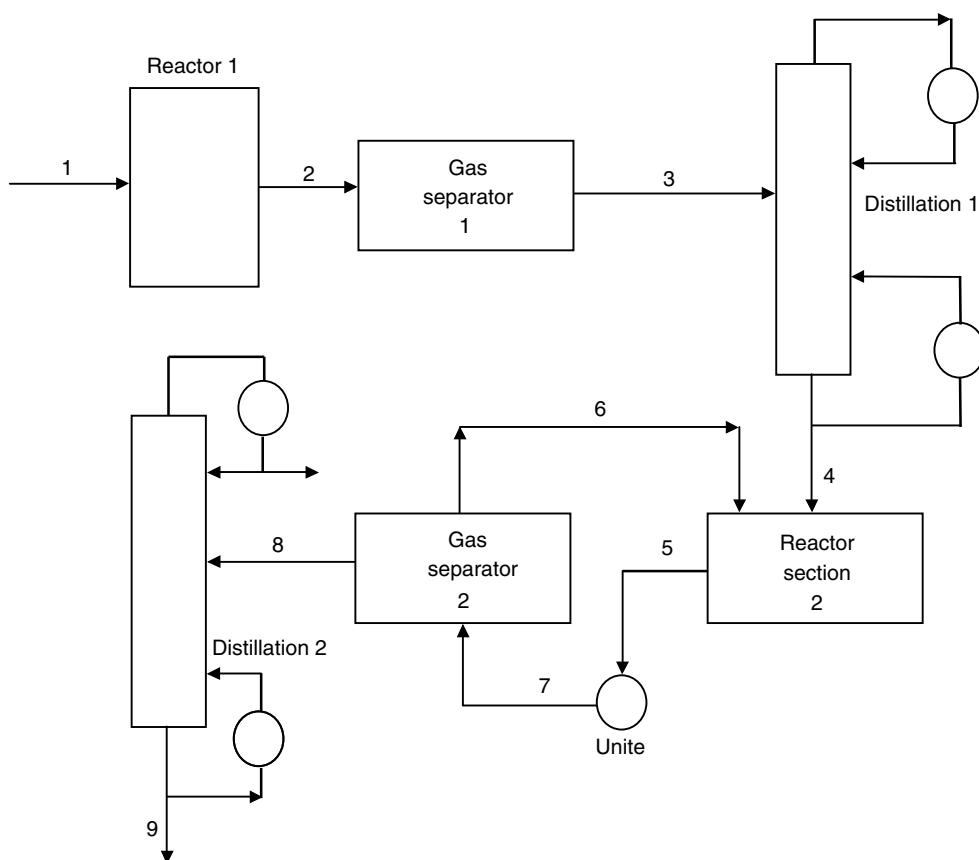 Reactor 1
1
2
Gas
separator
1
3
Distillation 1
4
Reactor
section
2
5
Unite
7
6
Gas
separator
2
8
Distillation 2
9